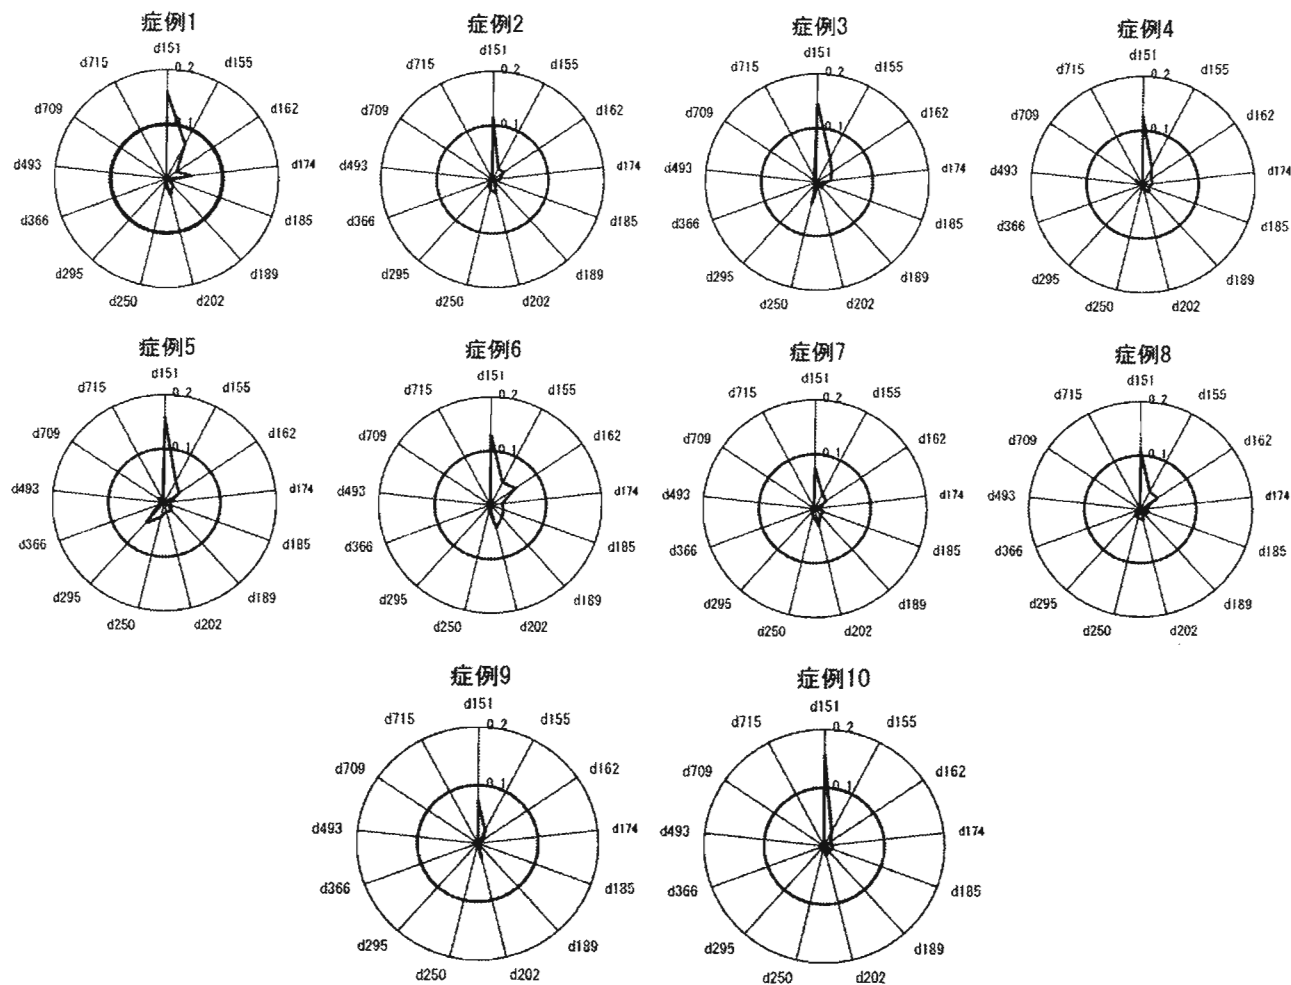 症例1
d151
0.2
d715
d155
d709
d162
0.1
d493
d174
d366
d185
d295
d189
d250
d202
症例2
d151
0.2
d715
d155
d709
d162
0.1
d493
d174
d366
d185
d295
d189
d250
d202
症例3
d151
0.2
d715
d155
d709
d162
0.1
d493
d174
d366
d185
d295
d189
d250
d202
症例4
d151
0.2
d715
d155
d709
d162
0.1
d493
d174
d366
d185
d295
d189
d250
d202
症例5
d151
0.2
d715
d155
d709
d162
0.1
d493
d174
d366
d185
d295
d189
d250
d202
症例6
d151
0.2
d715
d155
d709
d162
0.1
d493
d174
d366
d185
d295
d189
d250
d202
症例7
d151
0.2
d715
d155
d709
d162
0.1
d493
d174
d366
d185
d295
d189
d250
d202
症例8
d151
0.2
d715
d155
d709
d162
0.1
d493
d174
d366
d185
d295
d189
d250
d202
症例9
d151
0.2
d715
d155
d709
d162
0.1
d493
d174
d366
d185
d295
d189
d250
d202
症例10
d151
0.2
d715
d155
d709
d162
0.1
d493
d174
d366
d185
d295
d189
d250
d202